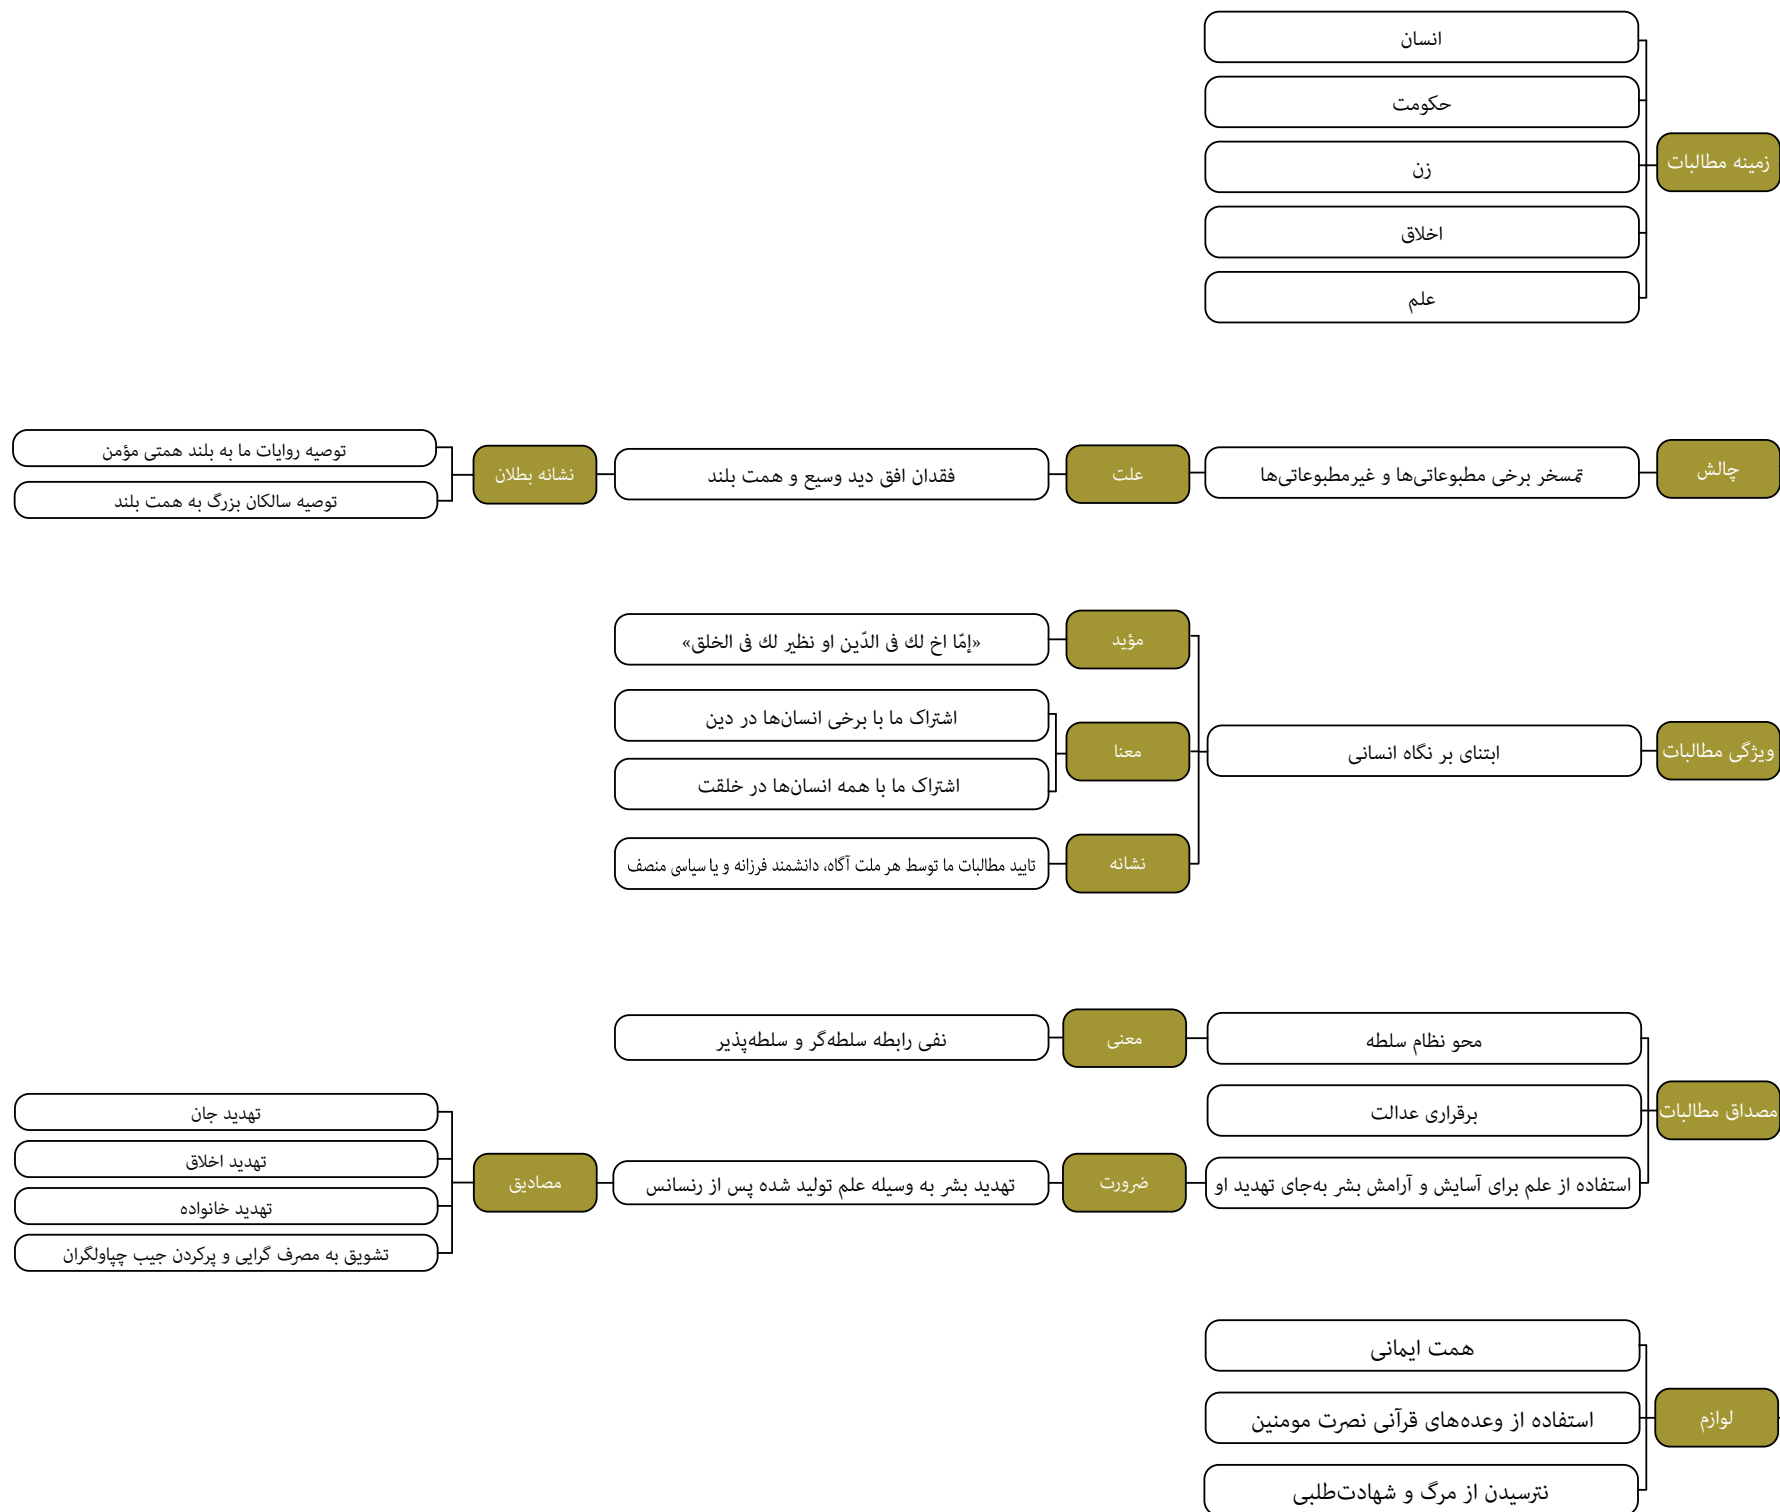 زمینه مطالبات
انسان
حکومت
زن
اخلاق
علم
چالش
تمسخر برخی مطبوعاتی‌ها و غیرمطبوعاتی‌ها
علت
فقدان افق دید وسیع و همت بلند
نشانه بطلان
توصیه روایات ما به بلند همتی مؤمن
توصیه سالکان بزرگ به همت بلند
ویژگی مطالبات
ابتنای بر نگاه انسانی
مؤید
«إمّا اخ لك فی الدّین او نظیر لك فی الخلق»
معنا
اشتراک ما با برخی انسان‌ها در دین
اشتراک ما با همه انسان‌ها در خلقت
نشانه
تایید مطالبات ما توسط هر ملت آگاه، دانشمند فرزانه و یا سیاسی منصف
مصداق مطالبات
محو نظام سلطه
معنی
نفی رابطه سلطه‌گر و سلطه‌پذیر
برقراری عدالت
استفاده از علم برای آسایش و آرامش بشر به‌جای تهدید او
ضرورت
تهدید بشر به وسیله علم تولید شده پس از رنسانس
مصادیق
تهدید جان
تهدید اخلاق
تهدید خانواده
تشویق به مصرف گرایی و پرکردن جیب چپاولگران
لوازم
همت ایمانی
استفاده از وعده‌های قرآنی نصرت مومنین
نترسیدن از مرگ و شهادت‌طلبی